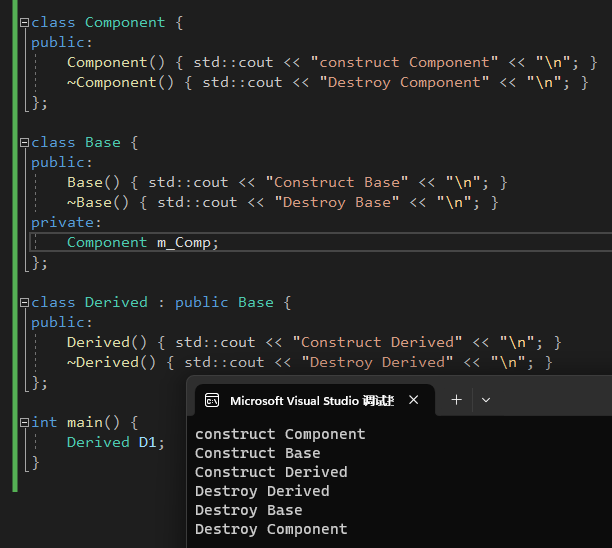 class Component {
public:
    Component() { std::cout << "construct Component" << "\n"; }
    ~Component() { std::cout << "Destroy Component" << "\n"; }
};

class Base {
public:
    Base() { std::cout << "Construct Base" << "\n"; }
    ~Base() { std::cout << "Destroy Base" << "\n"; }
private:
    Component m_Comp;
};

class Derived : public Base {
public:
    Derived() { std::cout << "Construct Derived" << "\n"; }
    ~Derived() { std::cout << "Destroy Derived" << "\n"; }
};

int main() {
    Derived D1;
}
Microsoft Visual Studio 调试
construct Component
Construct Base
Construct Derived
Destroy Derived
Destroy Base
Destroy Component